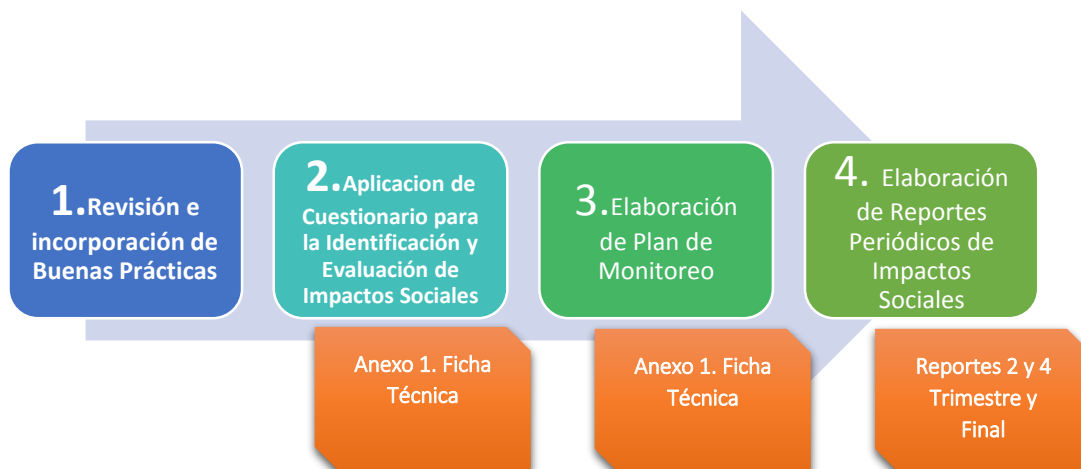 1.Revisión e
incorporación de
Buenas Prácticas
2.Aplicacion de
Cuestionario para
la Identificación y
Evaluación de
Impactos Sociales
3.Elaboración
de Plan de
Monitoreo
4. Elaboración
de Reportes
Periódicos de
Impactos
Sociales
Anexo 1. Ficha
Técnica
Anexo 1. Ficha
Técnica
Reportes 2 y 4
Trimestre y
Final